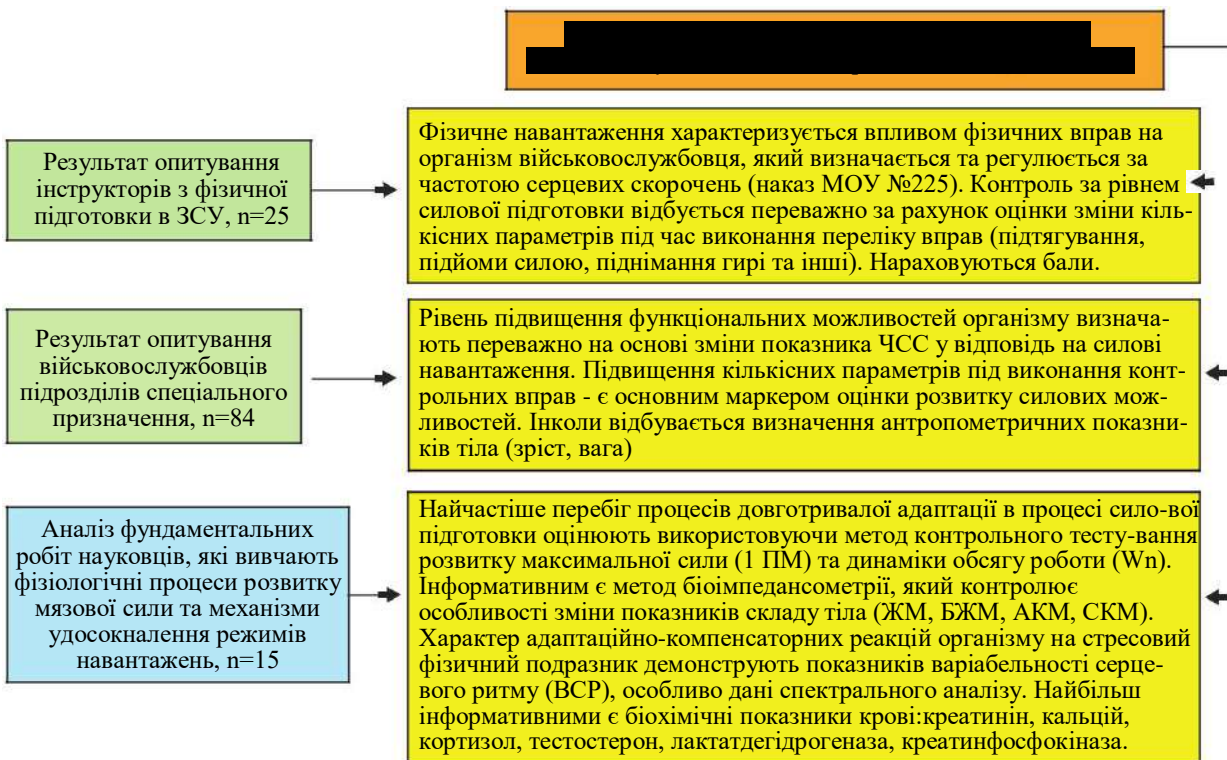 Результат опитування
інструкторів з фізичної
підготовки в ЗСУ, n=25
Фізичне навантаження характеризується впливом фізичних вправ на
організм військовослужбовця, який визначається та регулюється за
частотою серцевих скорочень (наказ МОУ №225). Контроль за рівнем
силової підготовки відбується переважно за рахунок оцінки зміни кіль-
кісних параметрів під час виконання переліку вправ (підтягування,
підйоми силою, піднімання гирі та інші). Нараховуються бали.
Результат опитування
військовослужбовців
підрозділів спеціального
призначення, n=84
Рівень підвищення функціональних можливостей організму визнача-
ють переважно на основі зміни показника ЧСС у відповідь на силові
навантаження. Підвищення кількісних параметрів під виконання конт-
рольних вправ - є основним маркером оцінки розвитку силових мож-
ливостей. Інколи відбувається визначення антропометричних показни-
ків тіла (зріст, вага)
Аналіз фундаментальних
робіт науковців, які вивчають
фізіологічні процеси розвитку
мязової сили та механізми
удосокналення режимів
навантажень, n=15
Найчастіше перебіг процесів довготривалої адаптації в процесі сило-вої
підготовки оцінюють використовуючи метод контрольного тесту-вання
розвитку максимальної сили (1 ПМ) та динаміки обсягу роботи (Wn).
Інформативним є метод біоімпедансометрії, який контролює
особливості зміни показників складу тіла (ЖМ, БЖМ, АКМ, СКМ).
Характер адаптаційно-компенсаторних реакцій організму на стресовий
фізичний подразник демонструють показників варіабельності серце-
вого ритму (ВСР), особливо дані спектрального аналізу. Найбільш
інформативними є біохімічні показники крові:креатинін, кальцій,
кортизол, тестостерон, лактатдегідрогеназа, креатинфосфокіназа.